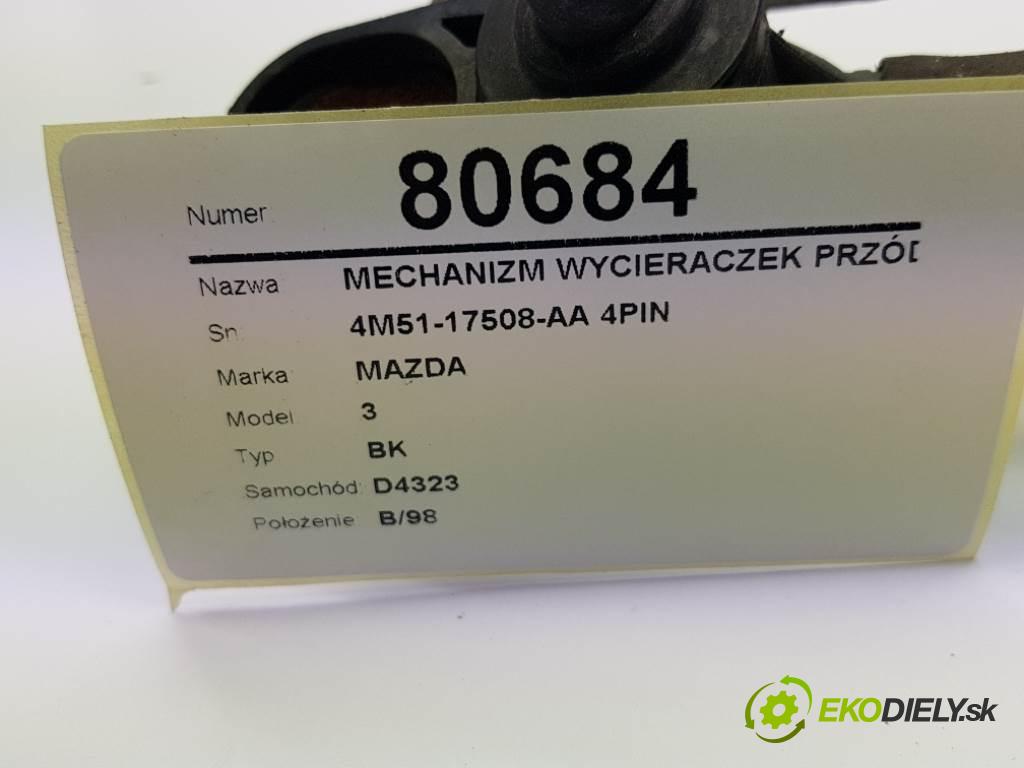 Numer: 80684
Nazwa MECHANIZM WYCIERACZEK PRZÓD
Sn: 4M51-17508-AA 4PIN
Marka MAZDA
Model 3
Typ BK
Samochód: D4323
Położenie B/98
EKODIELY.sk